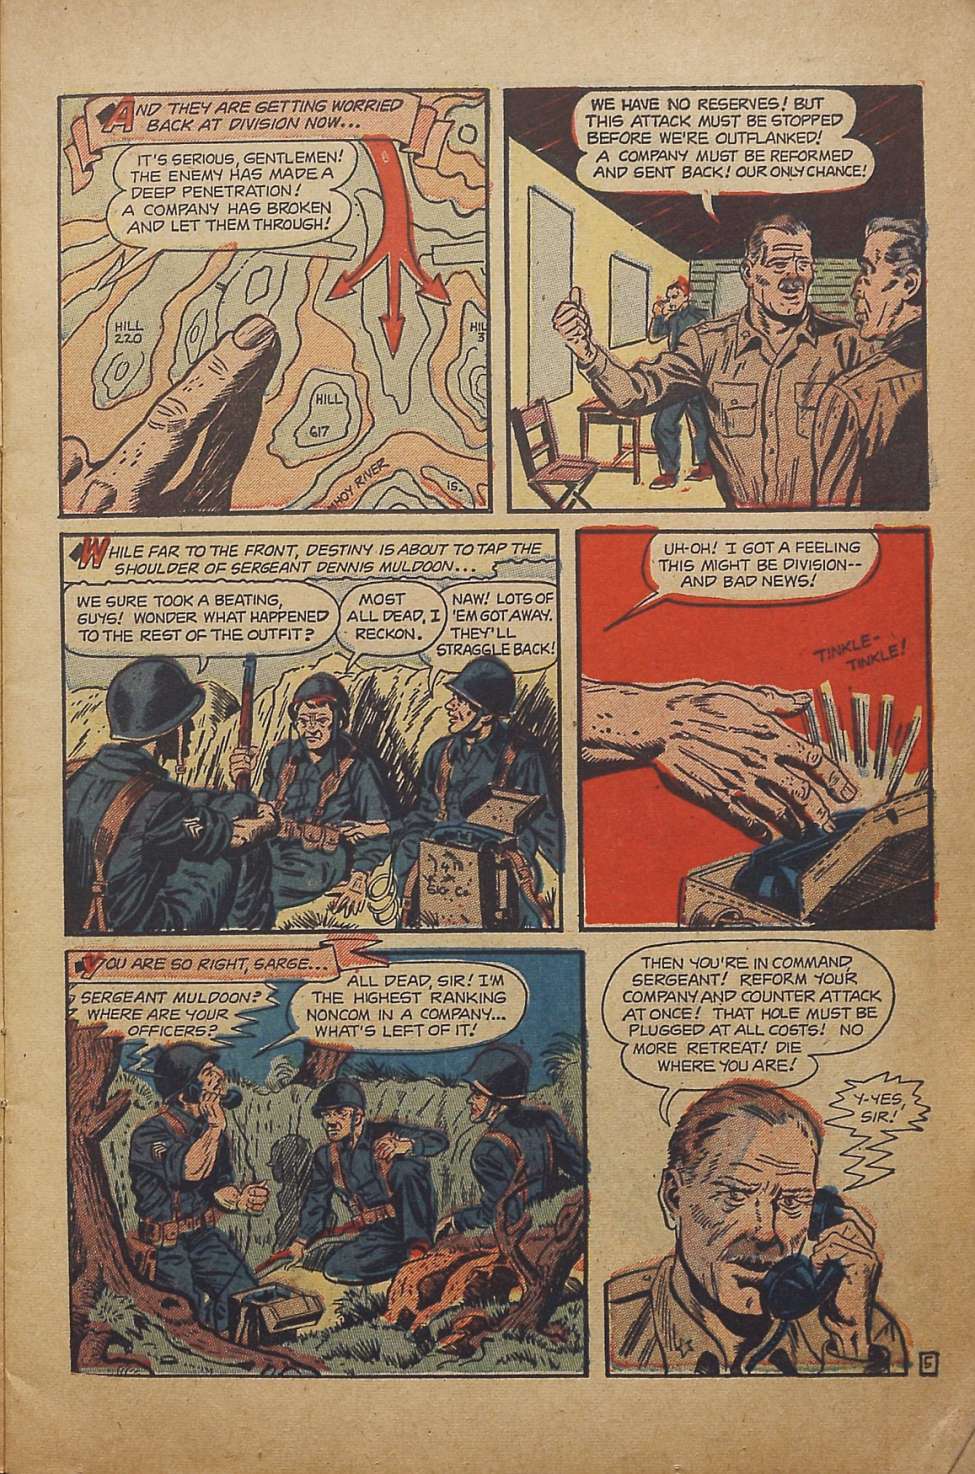 AND THEY ARE GETTING WORRIED
BACK AT DIVISION NOW...
IT'S SERIOUS, GENTLEMEN!
THE ENEMY HAS MADE A
DEEP PENETRATION!
A COMPANY HAS BROKEN
AND LET THEM THROUGH!
HILL
220
HILL
3
HILL
617
HOY RIVER
15.
WE HAVE NO RESERVES! BUT
THIS ATTACK MUST BE STOPPED
BEFORE WE'RE OUTFLANKED!
A COMPANY MUST BE REFORMED
AND SENT BACK! OUR ONLY CHANCE!
WHILE FAR TO THE FRONT, DESTINY IS ABOUT TO TAP THE
SHOULDER OF SERGEANT DENNIS MULDOON...
WE SURE TOOK A BEATING,
GUYS! WONDER WHAT HAPPENED
TO THE REST OF THE OUTFIT?
MOST
ALL DEAD, I
RECKON.
NAW! LOTS OF
'EM GOT AWAY.
THEY'LL
STRAGGLE BACK!
SIG CO.
UH-OH! I GOT A FEELING
THIS MIGHT BE DIVISION--
AND BAD NEWS!
TINKLE-
TINKLE!
YOU ARE SO RIGHT, SARGE...
SERGEANT MULDOON?
WHERE ARE YOUR
OFFICERS?
ALL DEAD, SIR! I'M
THE HIGHEST RANKING
NONCOM IN A COMPANY...
WHAT'S LEFT OF IT!
THEN YOU'RE IN COMMAND,
SERGEANT! REFORM YOUR
COMPANY AND COUNTER ATTACK
AT ONCE! THAT HOLE MUST BE
PLUGGED AT ALL COSTS! NO
MORE RETREAT! DIE
WHERE YOU ARE!
Y-YES,
SIR!
5